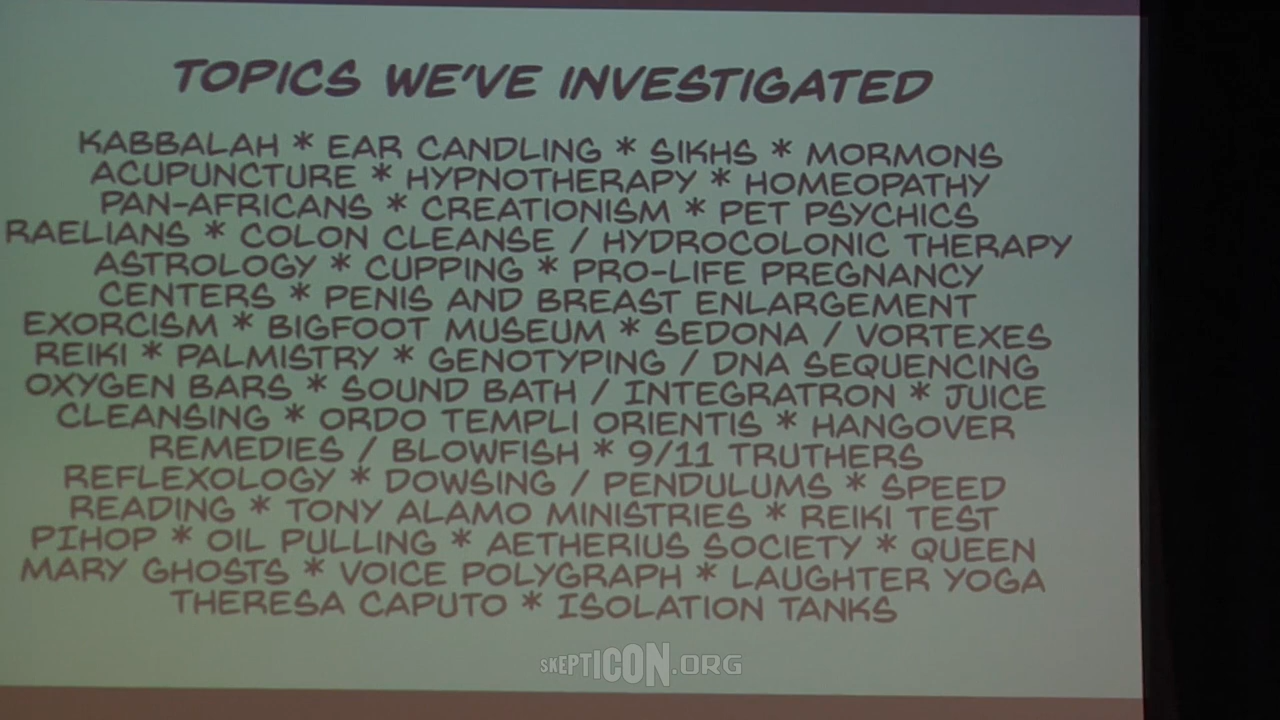 TOPICS WE'VE INVESTIGATED
KABBALAH * EAR CANDLING * SIKHS * MORMONS
ACUPUNCTURE * HYPNOTHERAPY * HOMEOPATHY
PAN-AFRICANS * CREATIONISM * PET PSYCHICS
RAELIANS * COLON CLEANSE / HYDROCOLONIC THERAPY
ASTROLOGY * CUPPING * PRO-LIFE PREGNANCY
CENTERS * PENIS AND BREAST ENLARGEMENT
EXORCISM * BIGFOOT MUSEUM * SEDONA / VORTEXES
REIKI * PALMISTRY * GENOTYPING / DNA SEQUENCING
OXYGEN BARS * SOUND BATH / INTEGRATRON * JUICE
CLEANSING * ORDO TEMPLI ORIENTIS * HANGOVER
REMEDIES / BLOWFISH * 9/11 TRUTHERS
REFLEXOLOGY * DOWSING / PENDULUMS * SPEED
READING * TONY ALAMO MINISTRIES * REIKI TEST
PIHOP * OIL PULLING * AETHERIUS SOCIETY * QUEEN
MARY GHOSTS * VOICE POLYGRAPH * LAUGHTER YOGA
THERESA CAPUTO * ISOLATION TANKS
SKEPTICON.ORG